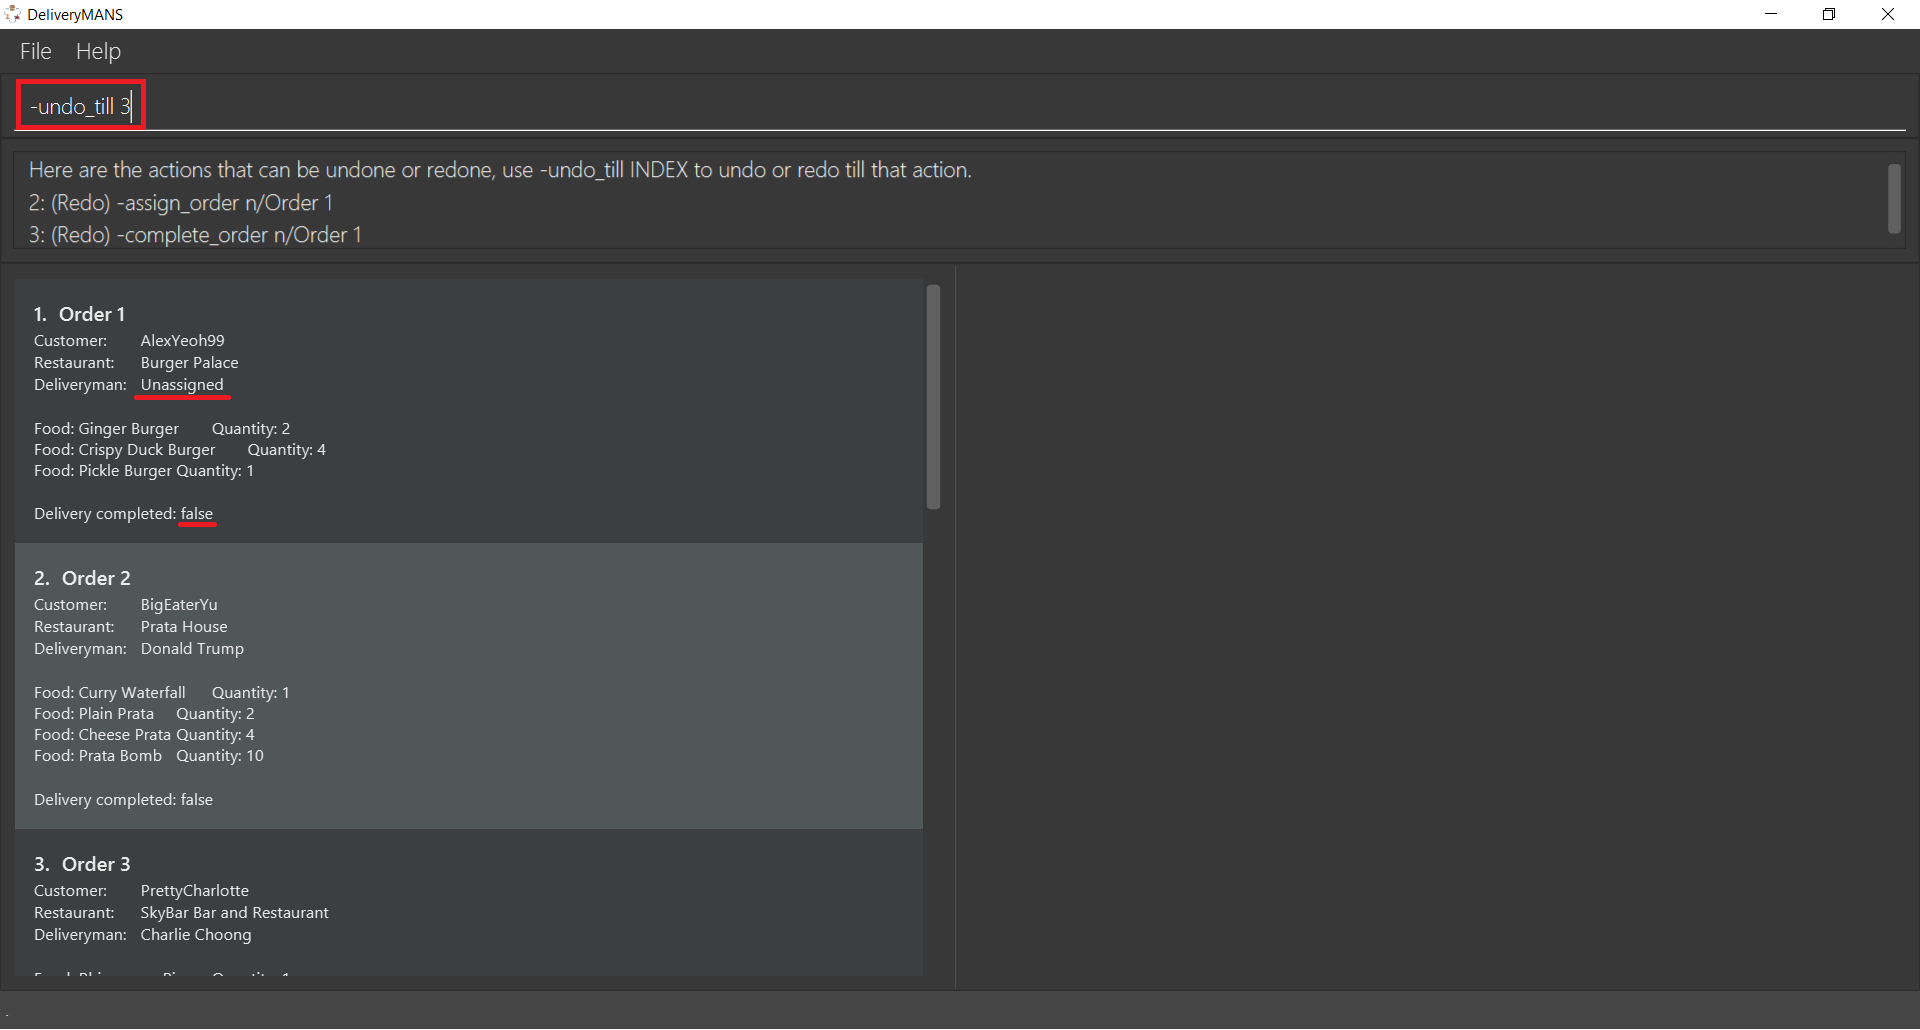 DeliveryMANS
File Help
-undo_till 3
Here are the actions that can be undone or redone, use -undo_till INDEX to undo or redo till that action.
2: (Redo) -assign_order n/Order 1
3: (Redo) -complete_order n/Order 1
1. Order 1
Customer: AlexYeoh99
Restaurant: Burger Palace
Deliveryman: Unassigned
Food: Ginger Burger Quantity: 2
Food: Crispy Duck Burger Quantity: 4
Food: Pickle Burger Quantity: 1
Delivery completed: false
2. Order 2
Customer: BigEaterYu
Restaurant: Prata House
Deliveryman: Donald Trump
Food: Curry Waterfall Quantity: 1
Food: Plain Prata Quantity: 2
Food: Cheese Prata Quantity: 4
Food: Prata Bomb Quantity: 10
Delivery completed: false
3. Order 3
Customer: PrettyCharlotte
Restaurant: SkyBar Bar and Restaurant
Deliveryman: Charlie Choong